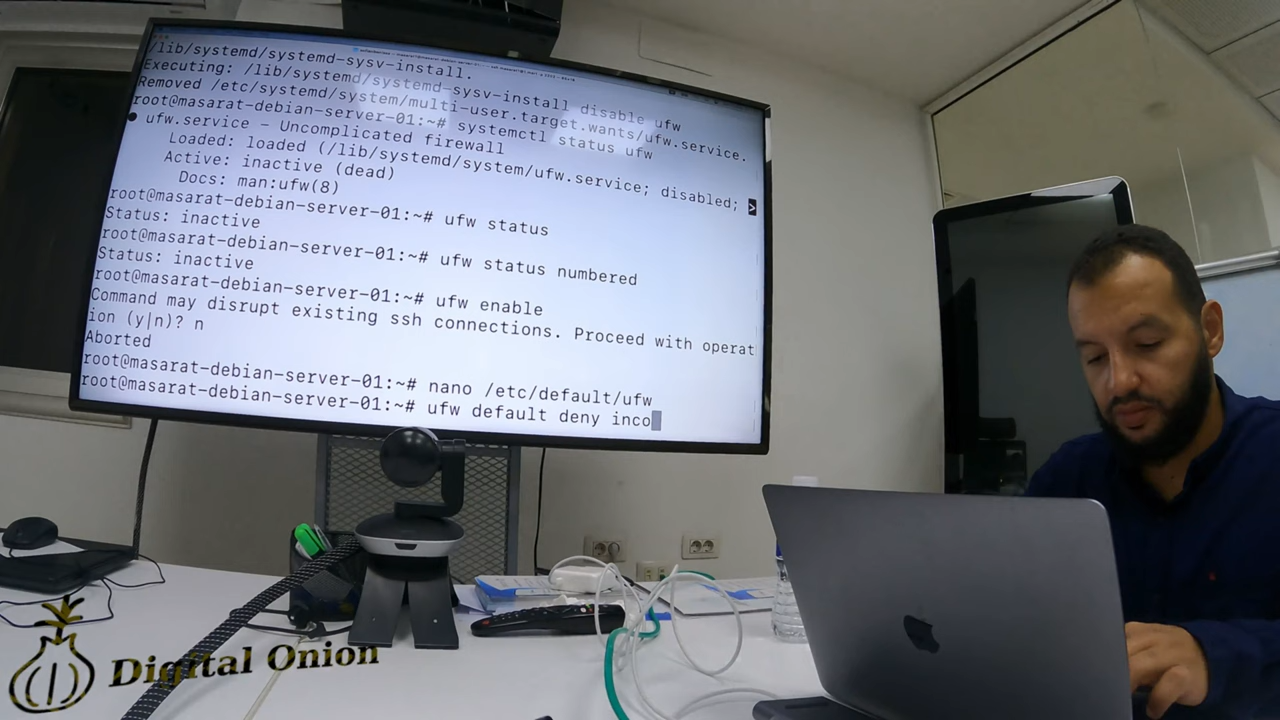 /lib/systemd/systemd-sysv-install.
Executing: /lib/systemd/systemd-sysv-install disable ufw
Removed /etc/systemd/system/multi-user.target.wants/ufw.service.
root@masarat-debian-server-01:~# systemctl status ufw
● ufw.service – Uncomplicated firewall
Loaded: loaded (/lib/systemd/system/ufw.service; disabled; >
Active: inactive (dead)
Docs: man:ufw(8)
root@masarat-debian-server-01:~# ufw status
Status: inactive
root@masarat-debian-server-01:~# ufw status numbered
Status: inactive
root@masarat-debian-server-01:~# ufw enable
Command may disrupt existing ssh connections. Proceed with operat
ion (y|n)? n
Aborted
root@masarat-debian-server-01:~# nano /etc/default/ufw
root@masarat-debian-server-01:~# ufw default deny inco
Digital Onion